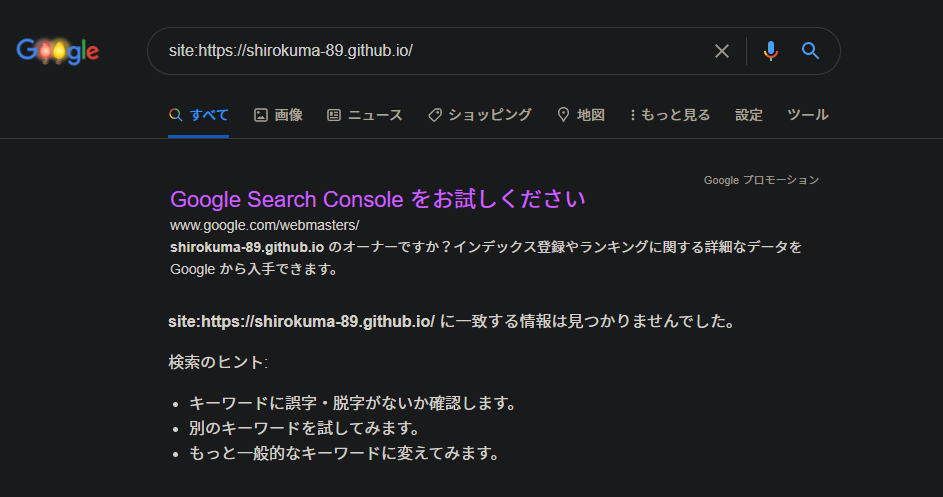 Google
site:https://shirokuma-89.github.io/
すべて 画像 ニュース ショッピング 地図 もっと見る 設定 ツール
Google プロモーション
Google Search Console をお試しください
www.google.com/webmasters/
shirokuma-89.github.io のオーナーですか？インデックス登録やランキングに関する詳細なデータを
Google から入手できます。
site:https://shirokuma-89.github.io/ に一致する情報は見つかりませんでした。
検索のヒント:
キーワードに誤字・脱字がないか確認します。
別のキーワードを試してみます。
もっと一般的なキーワードに変えてみます。